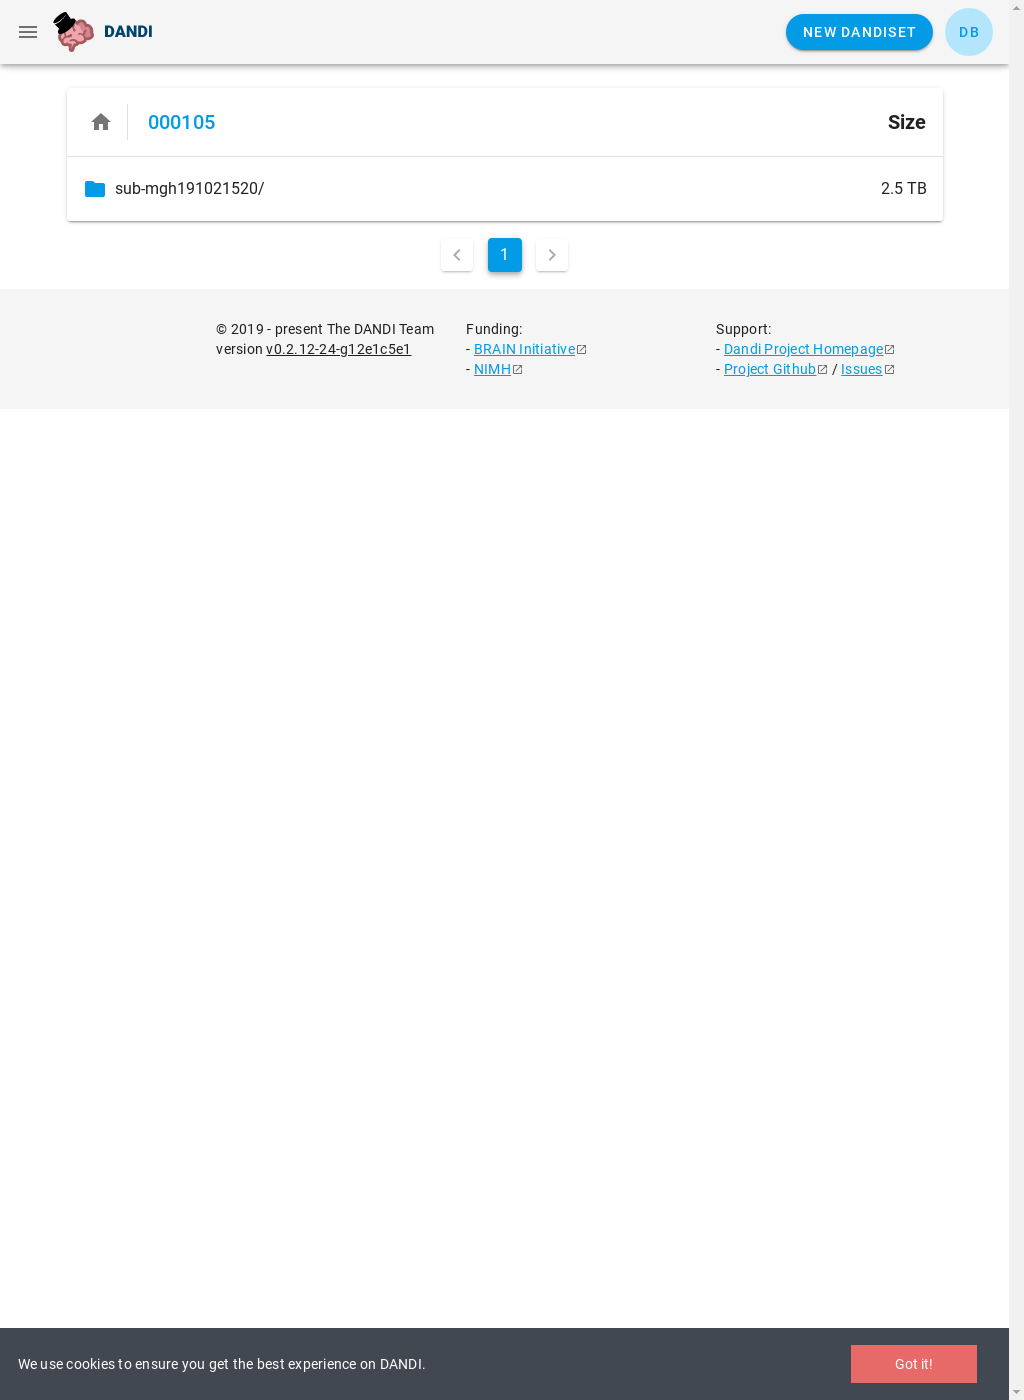 DANDI
NEW DANDISET
DB
000105
Size
sub-mgh191021520/
2.5 TB
1
© 2019 - present The DANDI Team
version v0.2.12-24-g12e1c5e1
Funding:
- BRAIN Initiative
- NIMH
Support:
- Dandi Project Homepage
- Project Github / Issues
We use cookies to ensure you get the best experience on DANDI.
Got it!